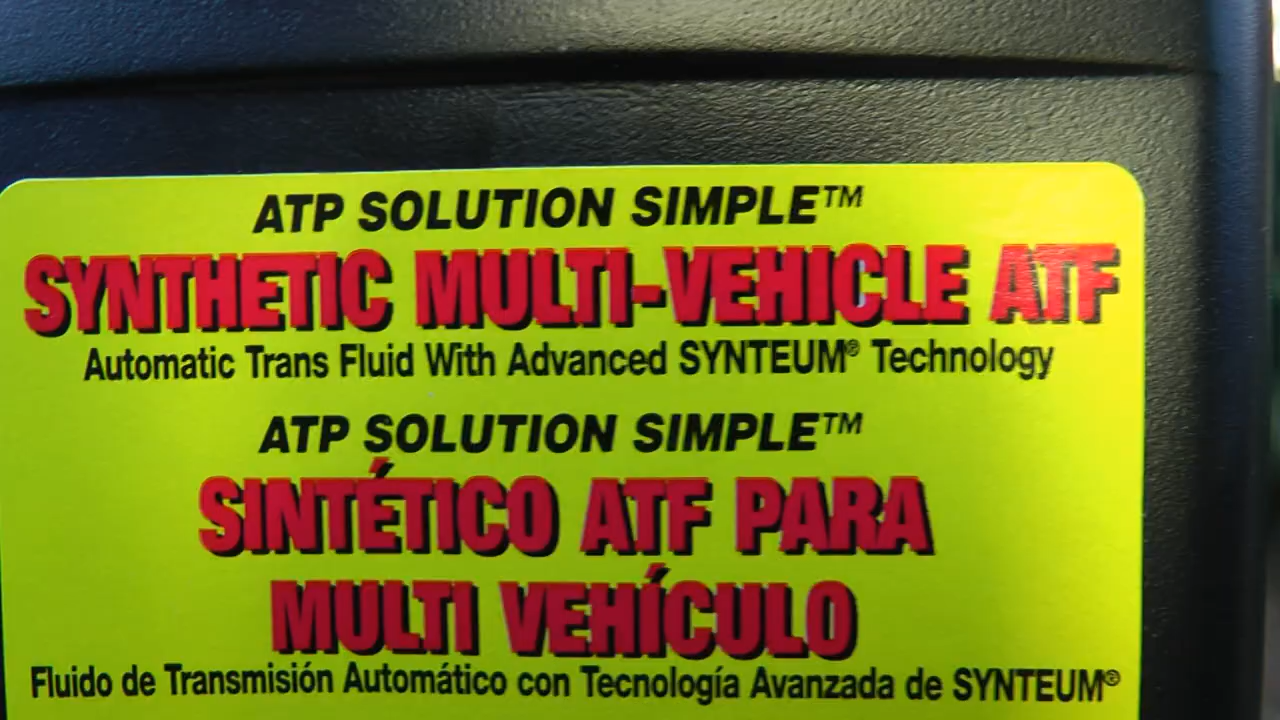 ATP SOLUTION SIMPLE™
SYNTHETIC MULTI-VEHICLE ATF
Automatic Trans Fluid With Advanced SYNTEUM® Technology
ATP SOLUTION SIMPLE™
SINTÉTICO ATF PARA
MULTI VEHÍCULO
Fluido de Transmisión Automático con Tecnología Avanzada de SYNTEUM®